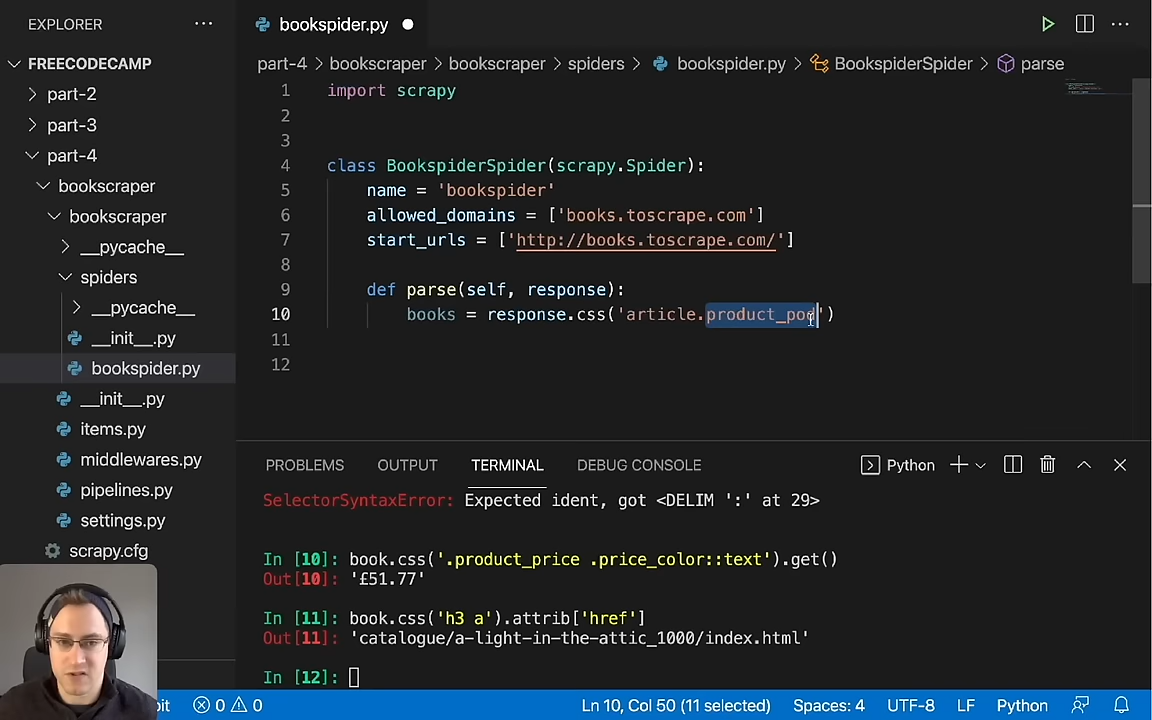 EXPLORER ...
bookspider.py
FREECODECAMP
part-2
part-3
part-4
bookscraper
bookscraper
__pycache__
spiders
__pycache__
__init__.py
bookspider.py
__init__.py
items.py
middlewares.py
pipelines.py
settings.py
scrapy.cfg
part-4 > bookscraper > bookscraper > spiders > bookspider.py > BookspiderSpider > parse
1 import scrapy
2
3
4 class BookspiderSpider(scrapy.Spider):
5 name = 'bookspider'
6 allowed_domains = ['books.toscrape.com']
7 start_urls = ['http://books.toscrape.com/']
8
9 def parse(self, response):
10 books = response.css('article.product_pod')
11
12
PROBLEMS OUTPUT TERMINAL DEBUG CONSOLE Python
SelectorSyntaxError: Expected ident, got <DELIM ':' at 29>
In [10]: book.css('.product_price .price_color::text').get()
Out[10]: '£51.77'
In [11]: book.css('h3 a').attrib['href']
Out[11]: 'catalogue/a-light-in-the-attic_1000/index.html'
In [12]:
0 0 Ln 10, Col 50 (11 selected) Spaces: 4 UTF-8 LF Python